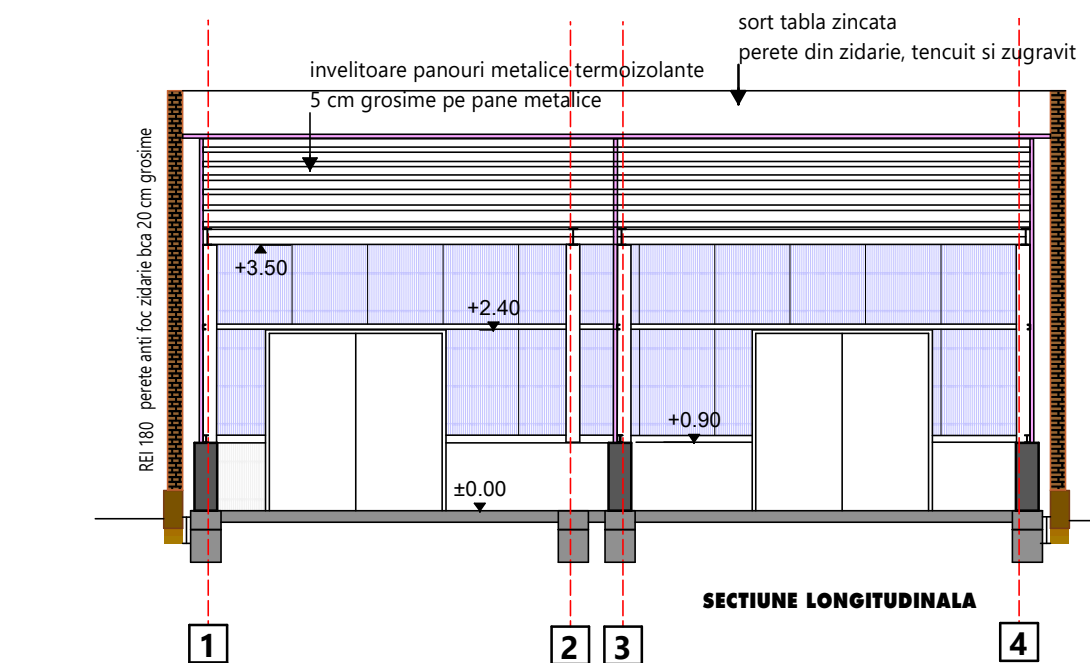 sort tabla zincata
perete din zidarie, tencuit si zugravit
invelitoare panouri metalice termoizolante
5 cm grosime pe pane metalice
REI 180 perete anti foc zidarie bca 20 cm grosime
+3.50
+2.40
+0.90
±0.00
SECTIUNE LONGITUDINALA
1
2
3
4